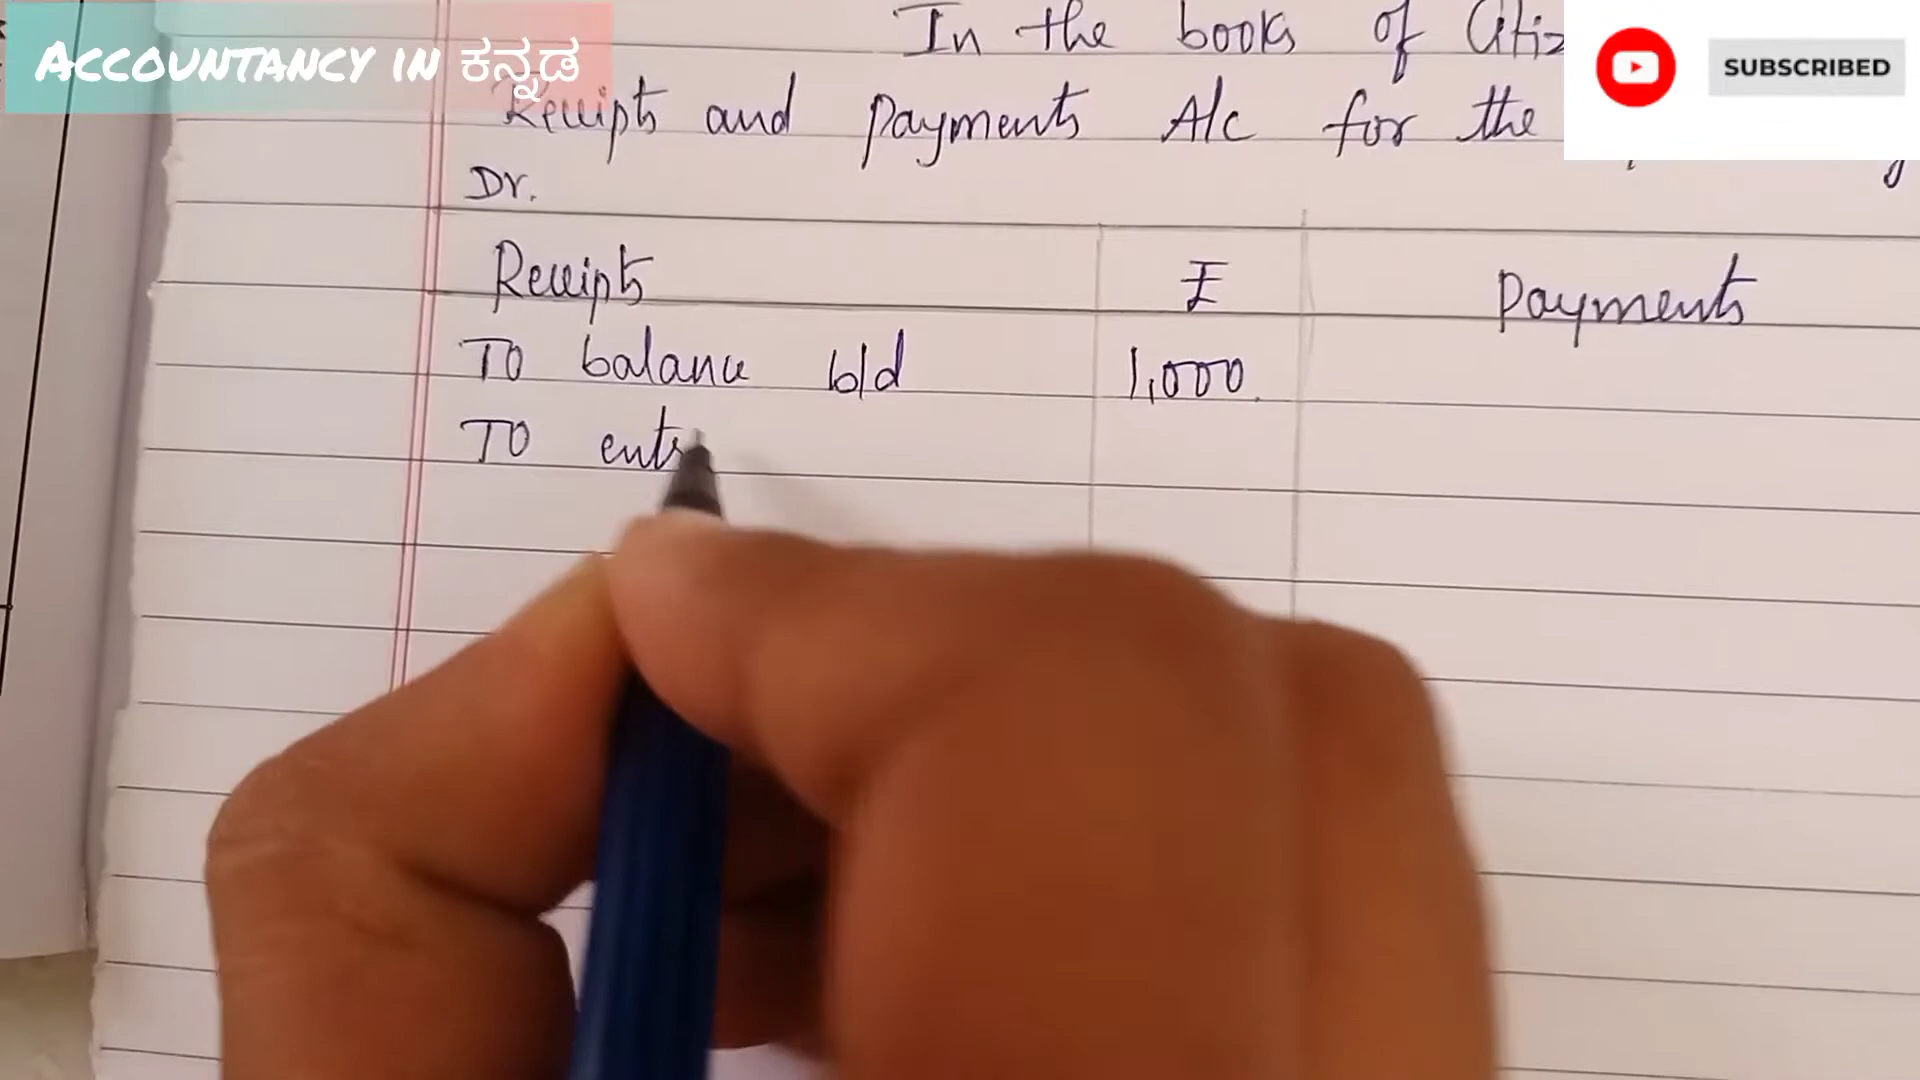 ACCOUNTANCY IN ಕನ್ನಡ
SUBSCRIBED
In the books of
Receipts and Payments A/c for the
Dr.
Receipts ₹ Payments
To balance b/d 1,000
To entr